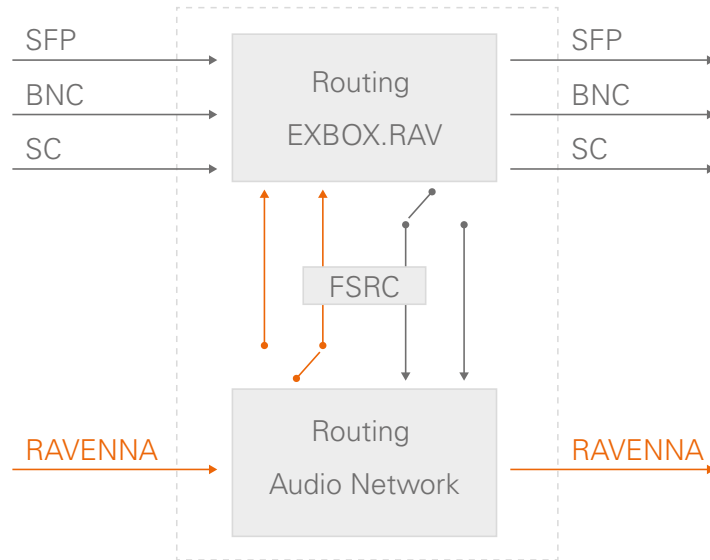 SFP
BNC
SC
Routing
EXBOX.RAV
SFP
BNC
SC
FSRC
RAVENNA
Routing
Audio Network
RAVENNA